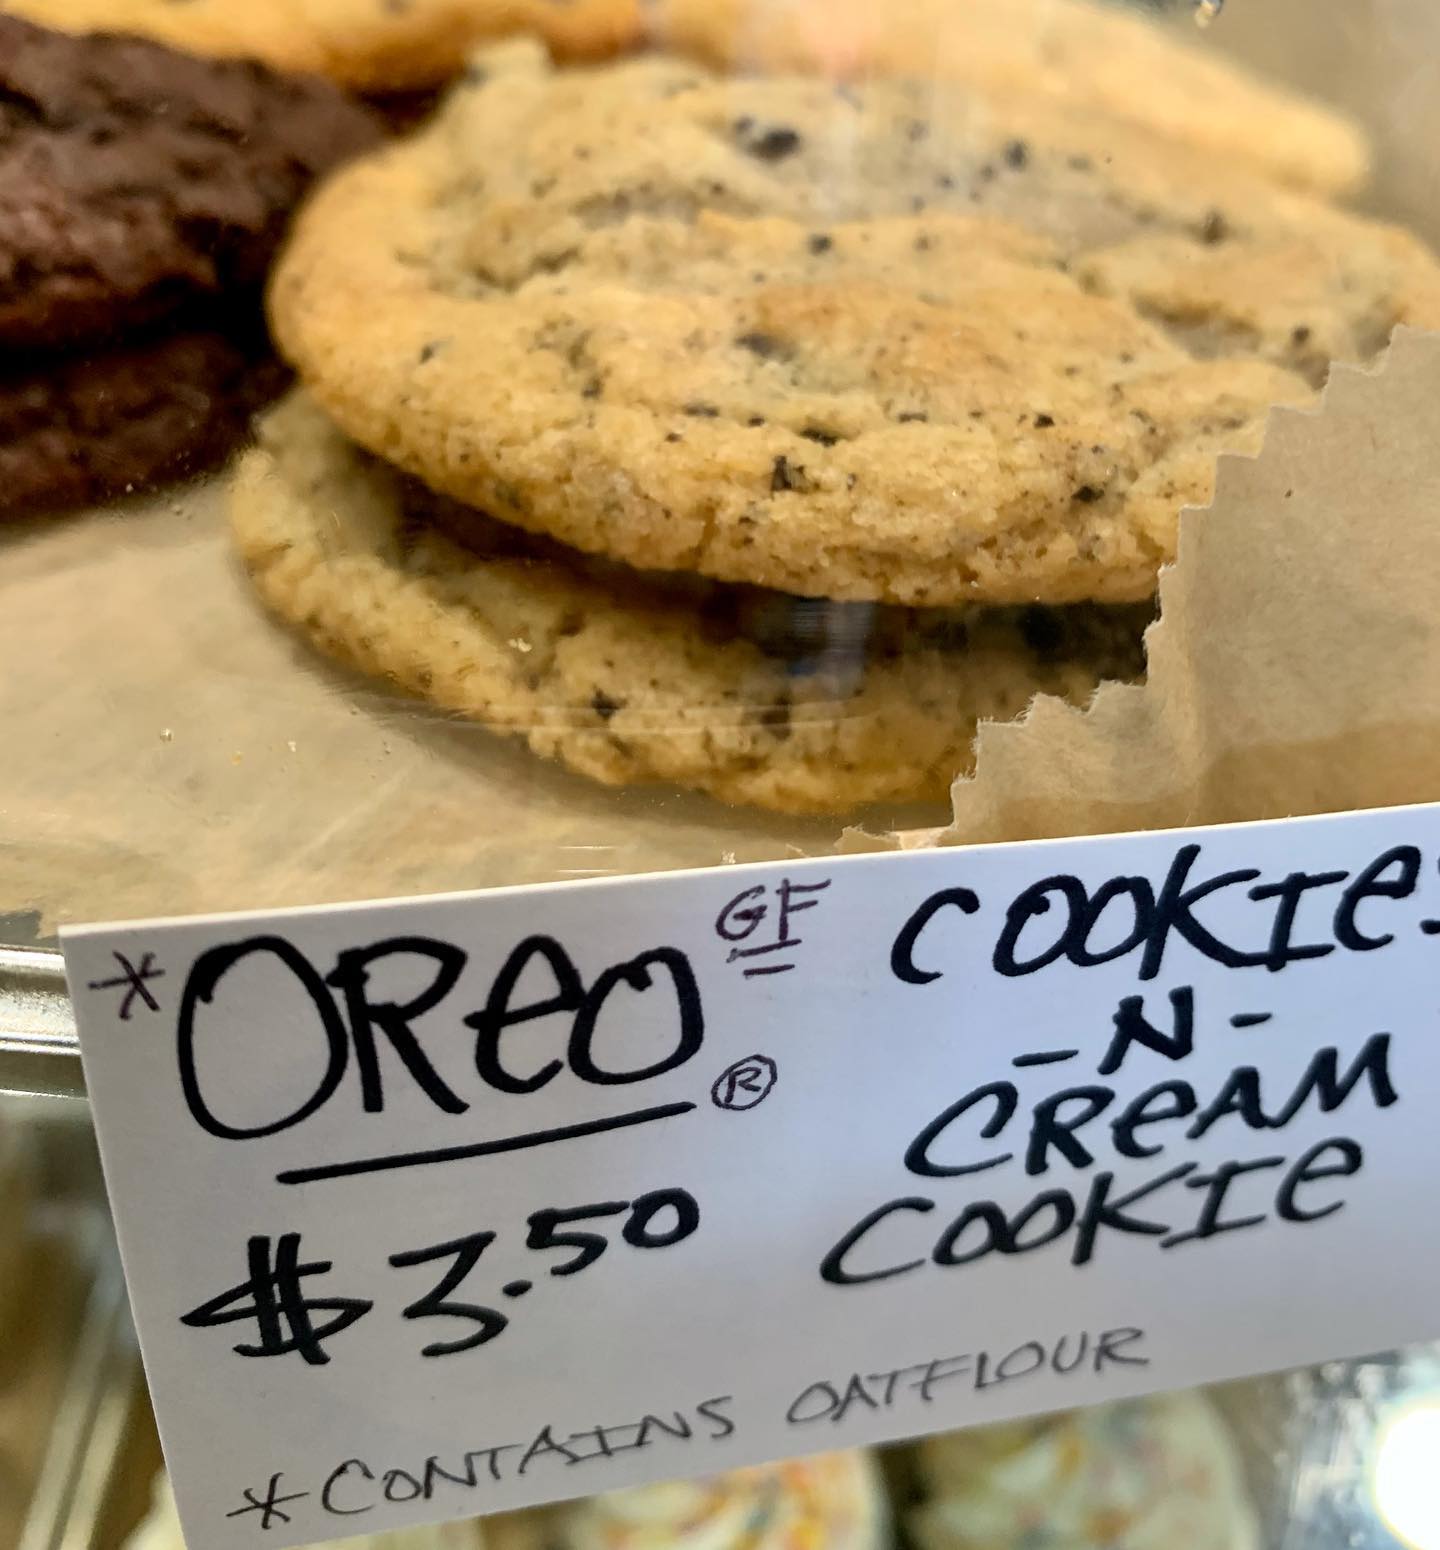 *OREO GF
®
$3.50
COOKIES
-N-
CREAM
COOKIE
*CONTAINS OATFLOUR